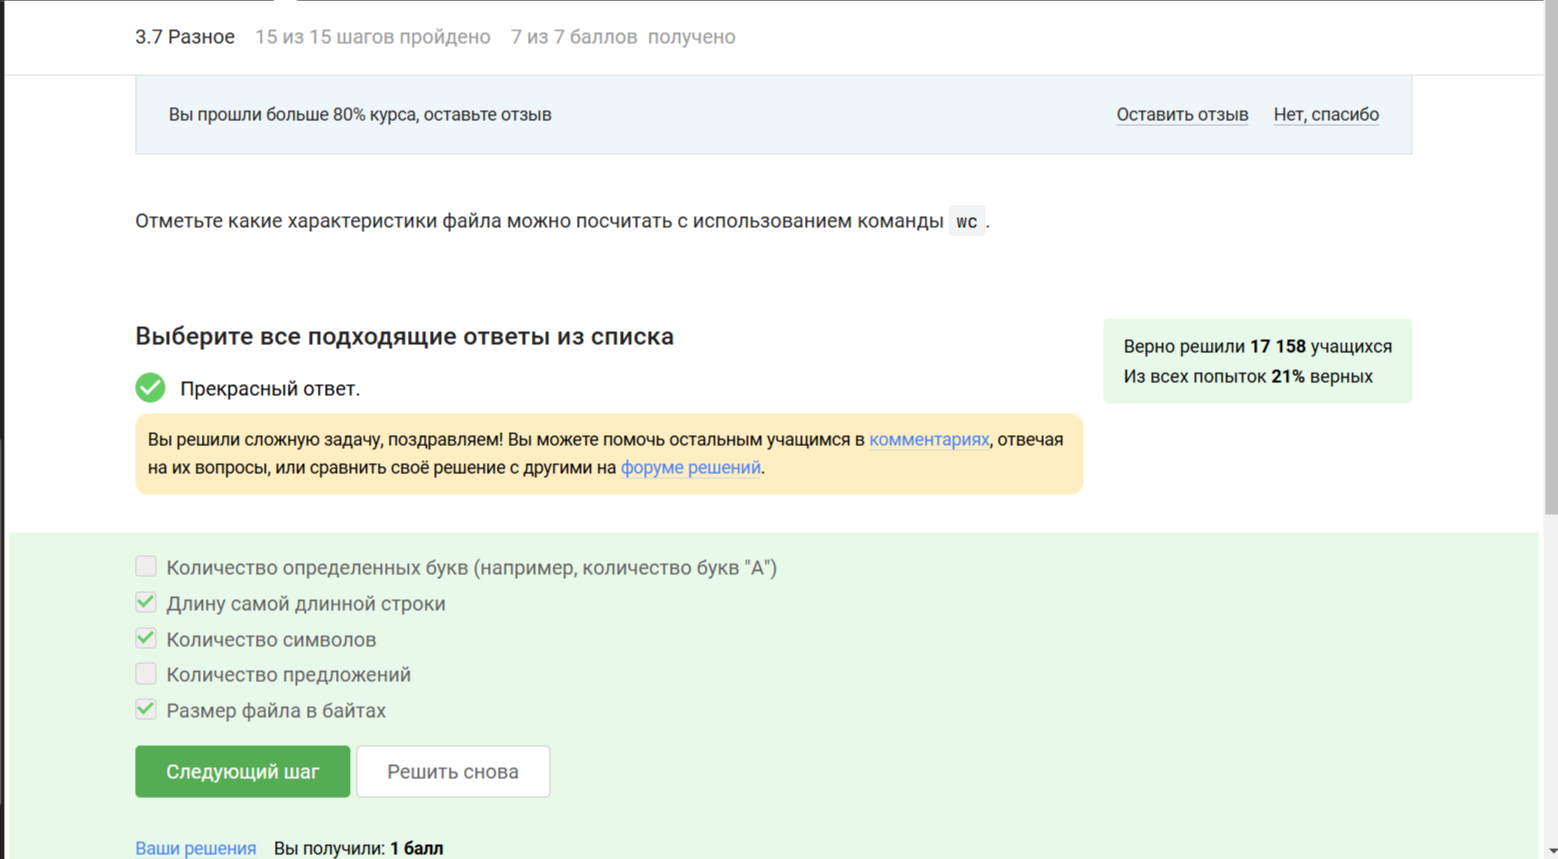 3.7 Разное 15 из 15 шагов пройдено 7 из 7 баллов получено
Вы прошли больше 80% курса, оставьте отзыв Оставить отзыв Нет, спасибо
Отметьте какие характеристики файла можно посчитать с использованием команды wc.
Выберите все подходящие ответы из списка
Верно решили 17 158 учащихся
Из всех попыток 21% верных
Прекрасный ответ.
Вы решили сложную задачу, поздравляем! Вы можете помочь остальным учащимся в комментариях, отвечая
на их вопросы, или сравнить своё решение с другими на форуме решений.
Количество определенных букв (например, количество букв "А")
Длину самой длинной строки
Количество символов
Количество предложений
Размер файла в байтах
Следующий шаг Решить снова
Ваши решения Вы получили: 1 балл